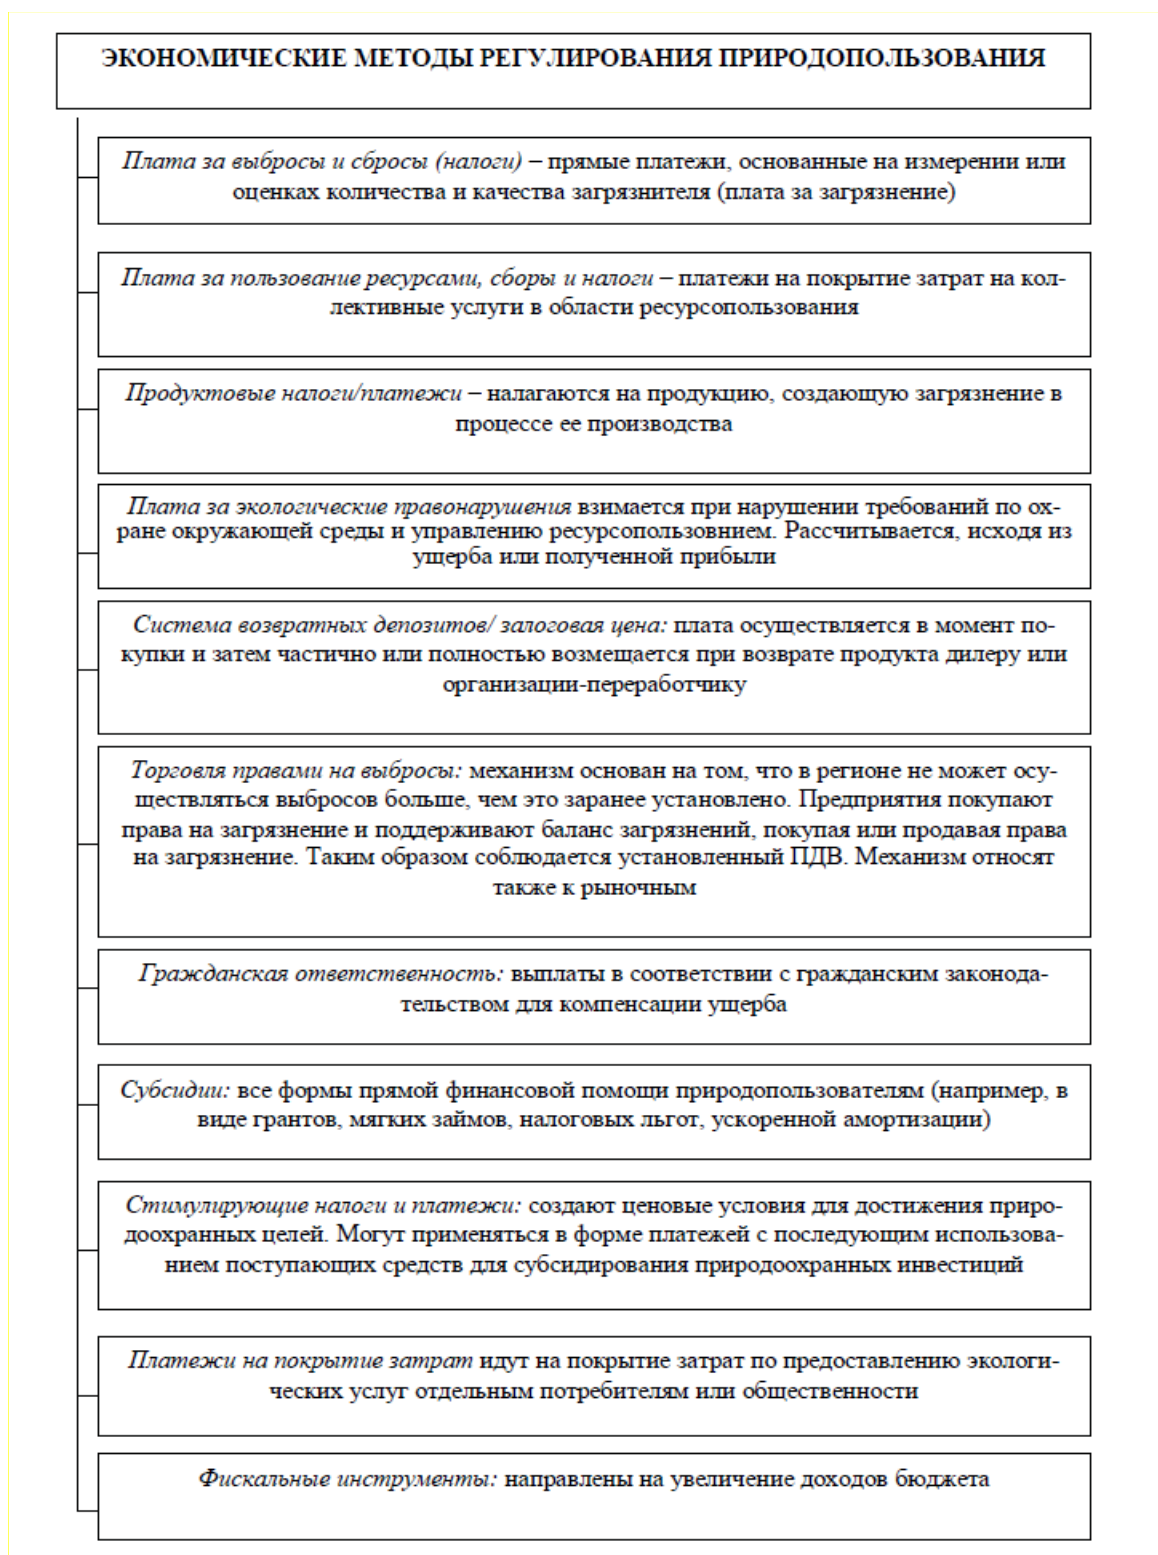 ЭКОНОМИЧЕСКИЕ МЕТОДЫ РЕГУЛИРОВАНИЯ ПРИРОДОПОЛЬЗОВАНИЯ
Плата за выбросы и сбросы (налоги) – прямые платежи, основанные на измерении или
оценках количества и качества загрязнителя (плата за загрязнение)
Плата за пользование ресурсами, сборы и налоги – платежи на покрытие затрат на кол-
лективные услуги в области ресурсопользования
Продуктовые налоги/платежи – налагаются на продукцию, создающую загрязнение в
процессе ее производства
Плата за экологические правонарушения взимается при нарушении требований по ох-
ране окружающей среды и управлению ресурсопользовнием. Рассчитывается, исходя из
ущерба или полученной прибыли
Система возвратных депозитов/ залоговая цена: плата осуществляется в момент по-
купки и затем частично или полностью возмещается при возврате продукта дилеру или
организации-переработчику
Торговля правами на выбросы: механизм основан на том, что в регионе не может осу-
ществляться выбросов больше, чем это заранее установлено. Предприятия покупают
права на загрязнение и поддерживают баланс загрязнений, покупая или продавая права
на загрязнение. Таким образом соблюдается установленный ПДВ. Механизм относят
также к рыночным
Гражданская ответственность: выплаты в соответствии с гражданским законода-
тельством для компенсации ущерба
Субсидии: все формы прямой финансовой помощи природопользователям (например, в
виде грантов, мягких займов, налоговых льгот, ускоренной амортизации)
Стимулирующие налоги и платежи: создают ценовые условия для достижения приро-
доохранных целей. Могут применяться в форме платежей с последующим использова-
нием поступающих средств для субсидирования природоохранных инвестиций
Платежи на покрытие затрат идут на покрытие затрат по предоставлению экологи-
ческих услуг отдельным потребителям или общественности
Фискальные инструменты: направлены на увеличение доходов бюджета